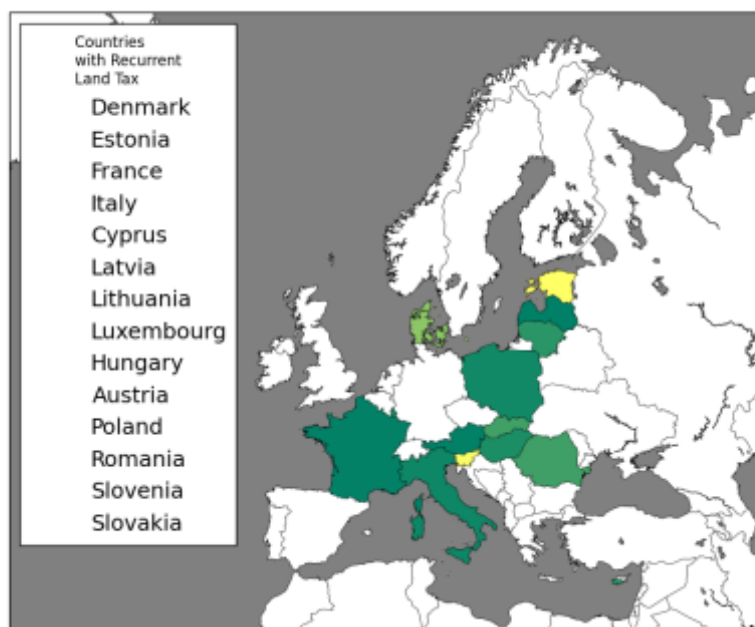 Countries
with Recurrent
Land Tax
Denmark
Estonia
France
Italy
Cyprus
Latvia
Lithuania
Luxembourg
Hungary
Austria
Poland
Romania
Slovenia
Slovakia